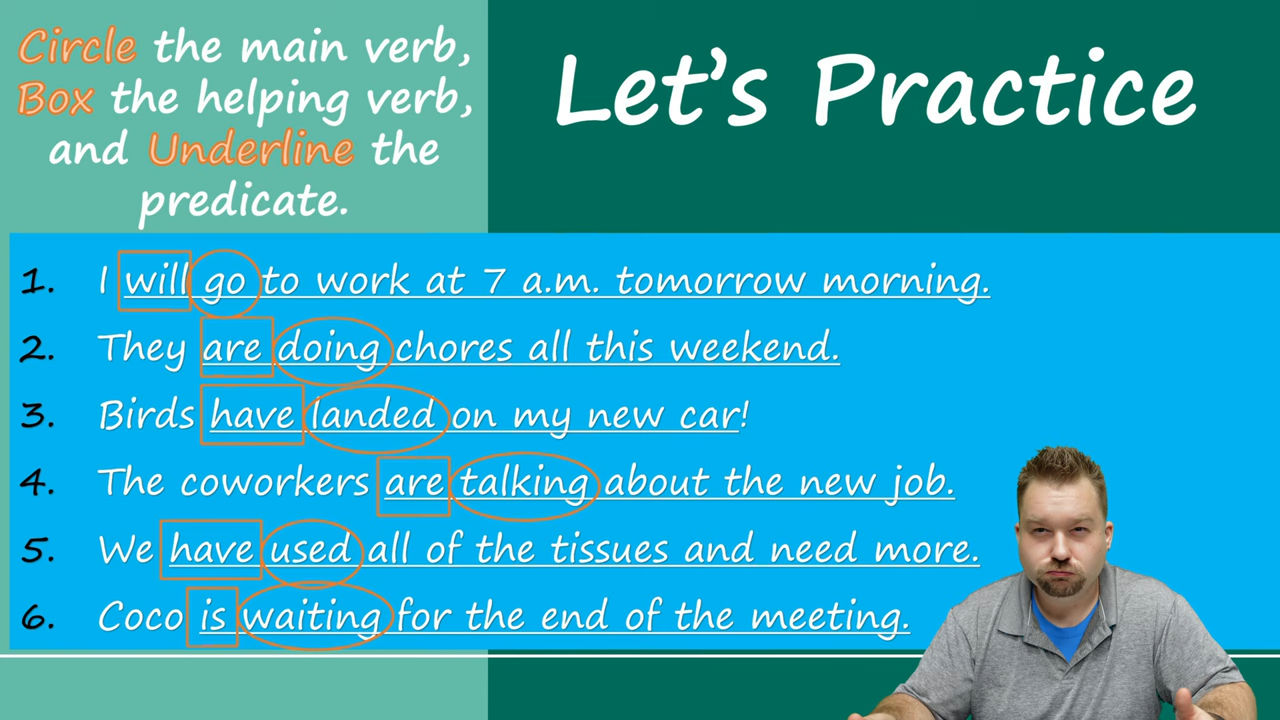 Circle the main verb,
Box the helping verb,
and Underline the
predicate.
Let's Practice
1. I will go to work at 7 a.m. tomorrow morning.
2. They are doing chores all this weekend.
3. Birds have landed on my new car!
4. The coworkers are talking about the new job.
5. We have used all of the tissues and need more.
6. Coco is waiting for the end of the meeting.